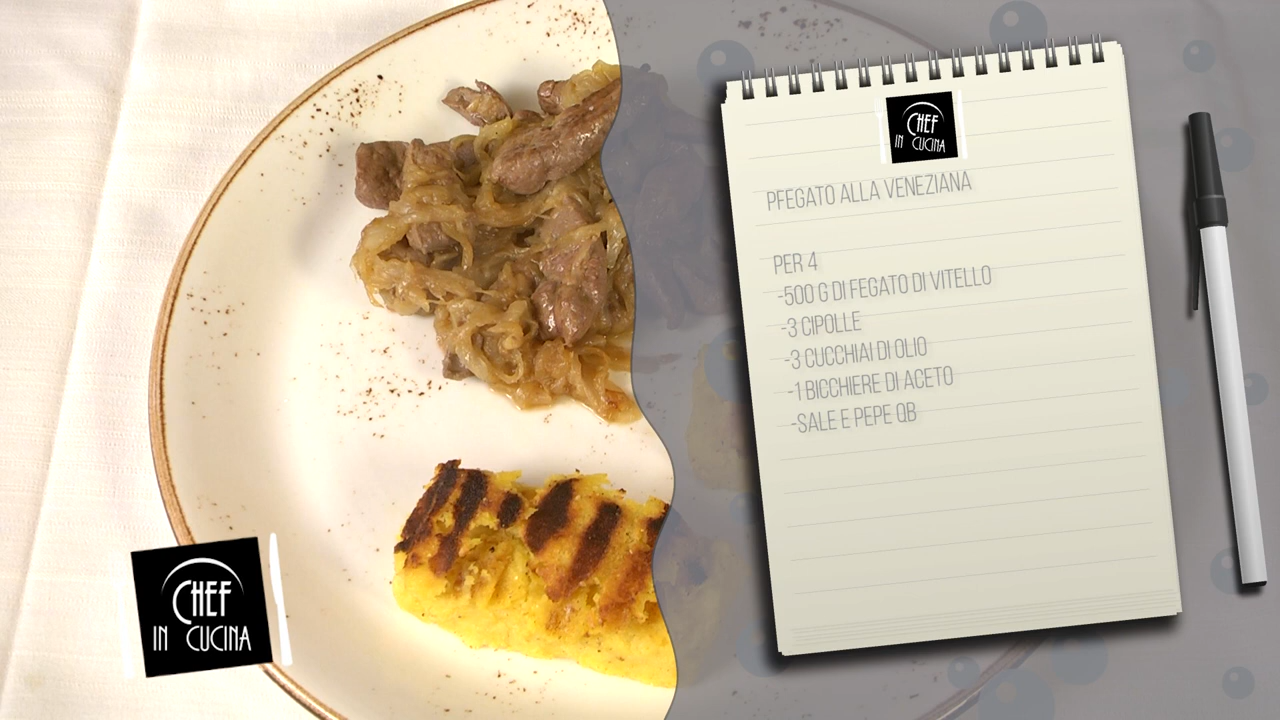 CHEF
IN CUCINA
PFEGATO ALLA VENEZIANA
PER 4
-500 G DI FEGATO DI VITELLO
-3 CIPOLLE
-3 CUCCHIAI DI OLIO
-1 BICCHIERE DI ACETO
-SALE E PEPE QB
CHEF
IN CUCINA